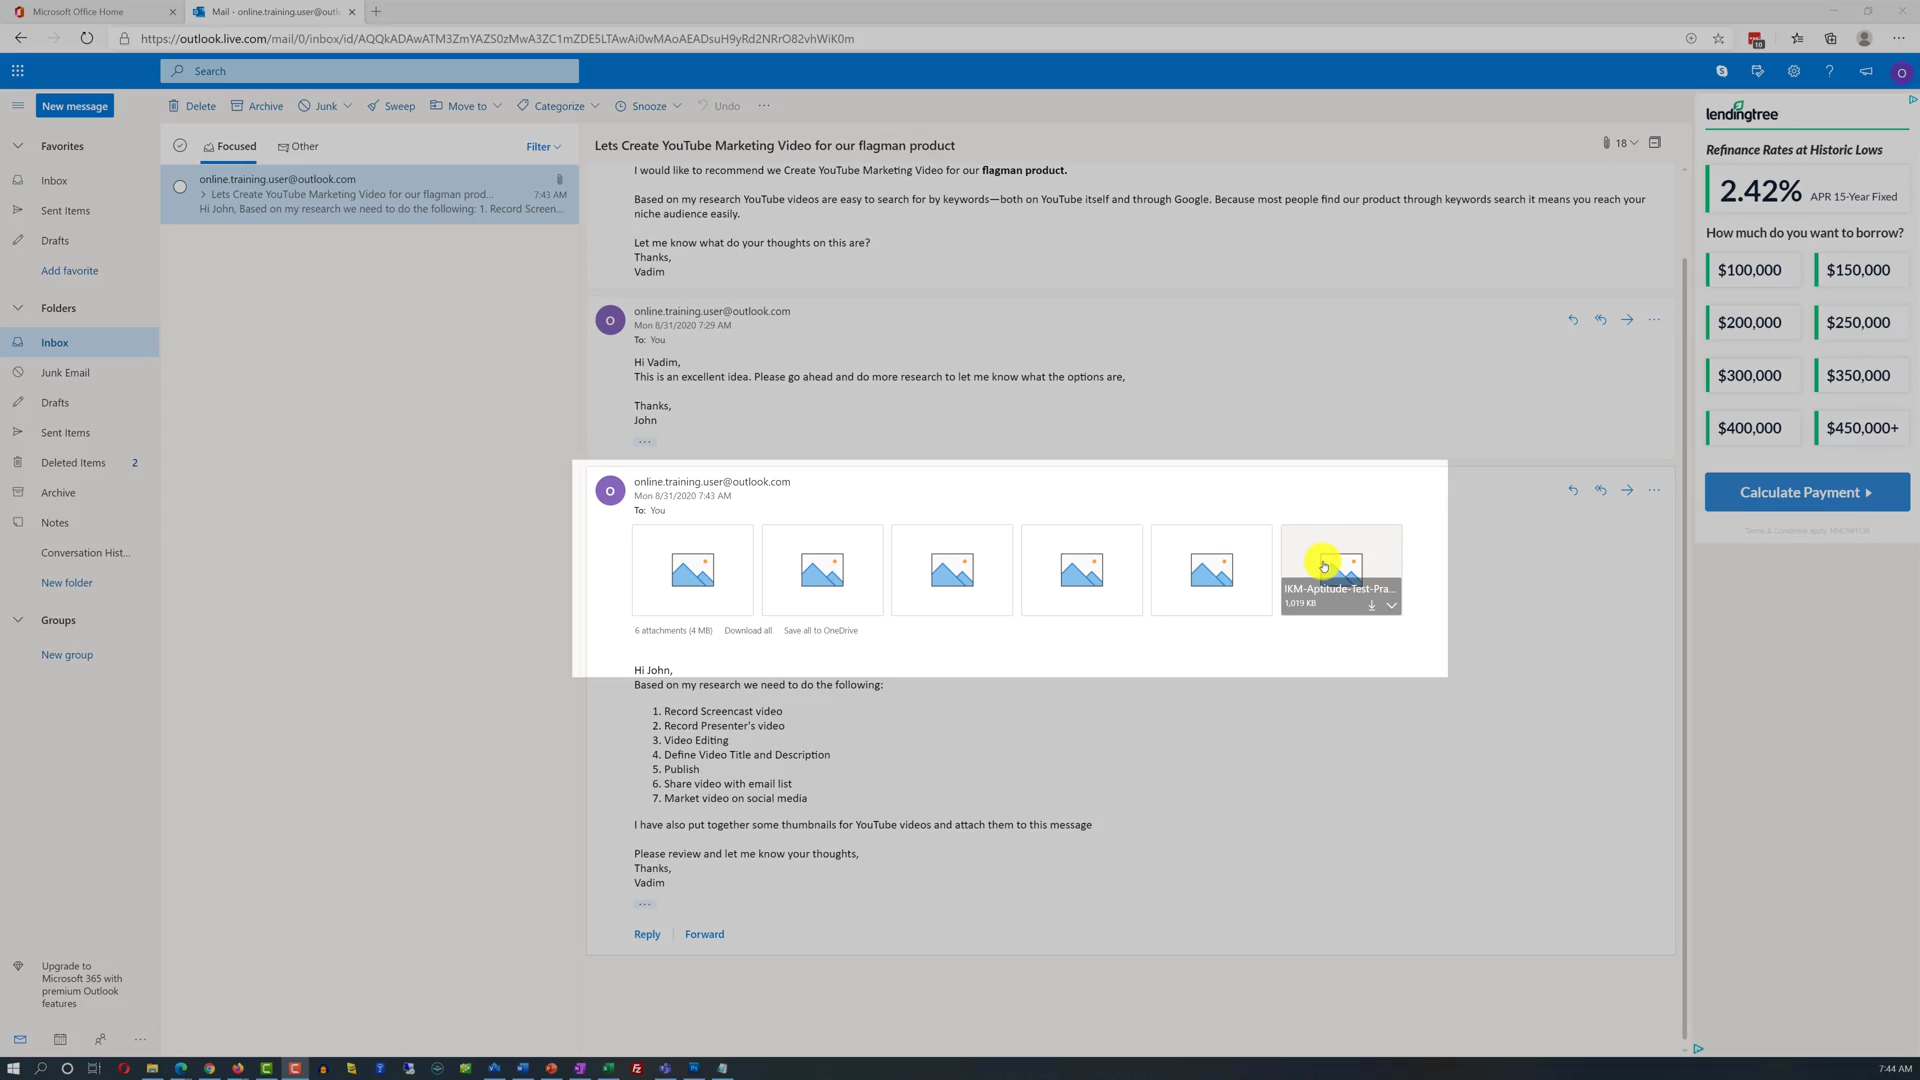 Microsoft Office Home
Mail - online.training.user@outl
https://outlook.live.com/mail/0/inbox/id/AQQkADAwATM3ZmYAZS0zMwA3ZC1mZDE5LTAwAi0wMAoAEADsuH9yRd2NRrO82vhWiK0m
10
Search
O
New message
Delete
Archive
Junk
Sweep
Move to
Categorize
Snooze
Undo
Favorites
Inbox
Sent Items
Drafts
Add favorite
Folders
Inbox
Junk Email
Drafts
Sent Items
Deleted Items 2
Archive
Notes
Conversation Hist...
New folder
Groups
New group
Upgrade to
Microsoft 365 with
premium Outlook
features
Focused
Other
Filter
online.training.user@outlook.com
Lets Create YouTube Marketing Video for our flagman prod... 7:43 AM
Hi John, Based on my research we need to do the following: 1. Record Screen...
Lets Create YouTube Marketing Video for our flagman product
18
I would like to recommend we Create YouTube Marketing Video for our flagman product.
Based on my research YouTube videos are easy to search for by keywords—both on YouTube itself and through Google. Because most people find our product through keywords search it means you reach your
niche audience easily.
Let me know what do your thoughts on this are?
Thanks,
Vadim
O
online.training.user@outlook.com
Mon 8/31/2020 7:29 AM
To: You
Hi Vadim,
This is an excellent idea. Please go ahead and do more research to let me know what the options are,
Thanks,
John
O
online.training.user@outlook.com
Mon 8/31/2020 7:43 AM
To: You
IKM-Aptitude-Test-Pra...
1,019 KB
6 attachments (4 MB) Download all Save all to OneDrive
Hi John,
Based on my research we need to do the following:
1. Record Screencast video
2. Record Presenter's video
3. Video Editing
4. Define Video Title and Description
5. Publish
6. Share video with email list
7. Market video on social media
I have also put together some thumbnails for YouTube videos and attach them to this message
Please review and let me know your thoughts,
Thanks,
Vadim
Reply
Forward
lendingtree
Refinance Rates at Historic Lows
2.42% APR 15-Year Fixed
How much do you want to borrow?
$100,000
$150,000
$200,000
$250,000
$300,000
$350,000
$400,000
$450,000+
Calculate Payment
7:44 AM